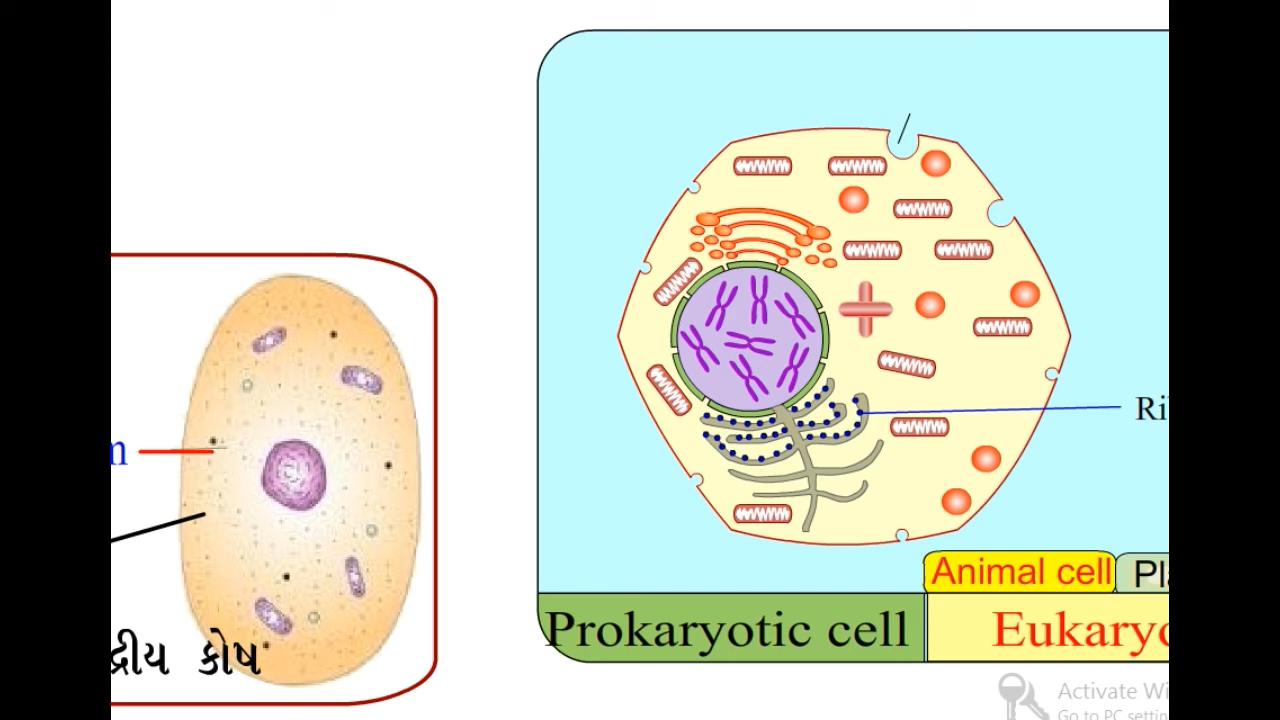 m
Ri
Animal cell
Pla
Prokaryotic cell
Eukaryo
દ્રીય કોષ
Activate Wi
Go to PC settin